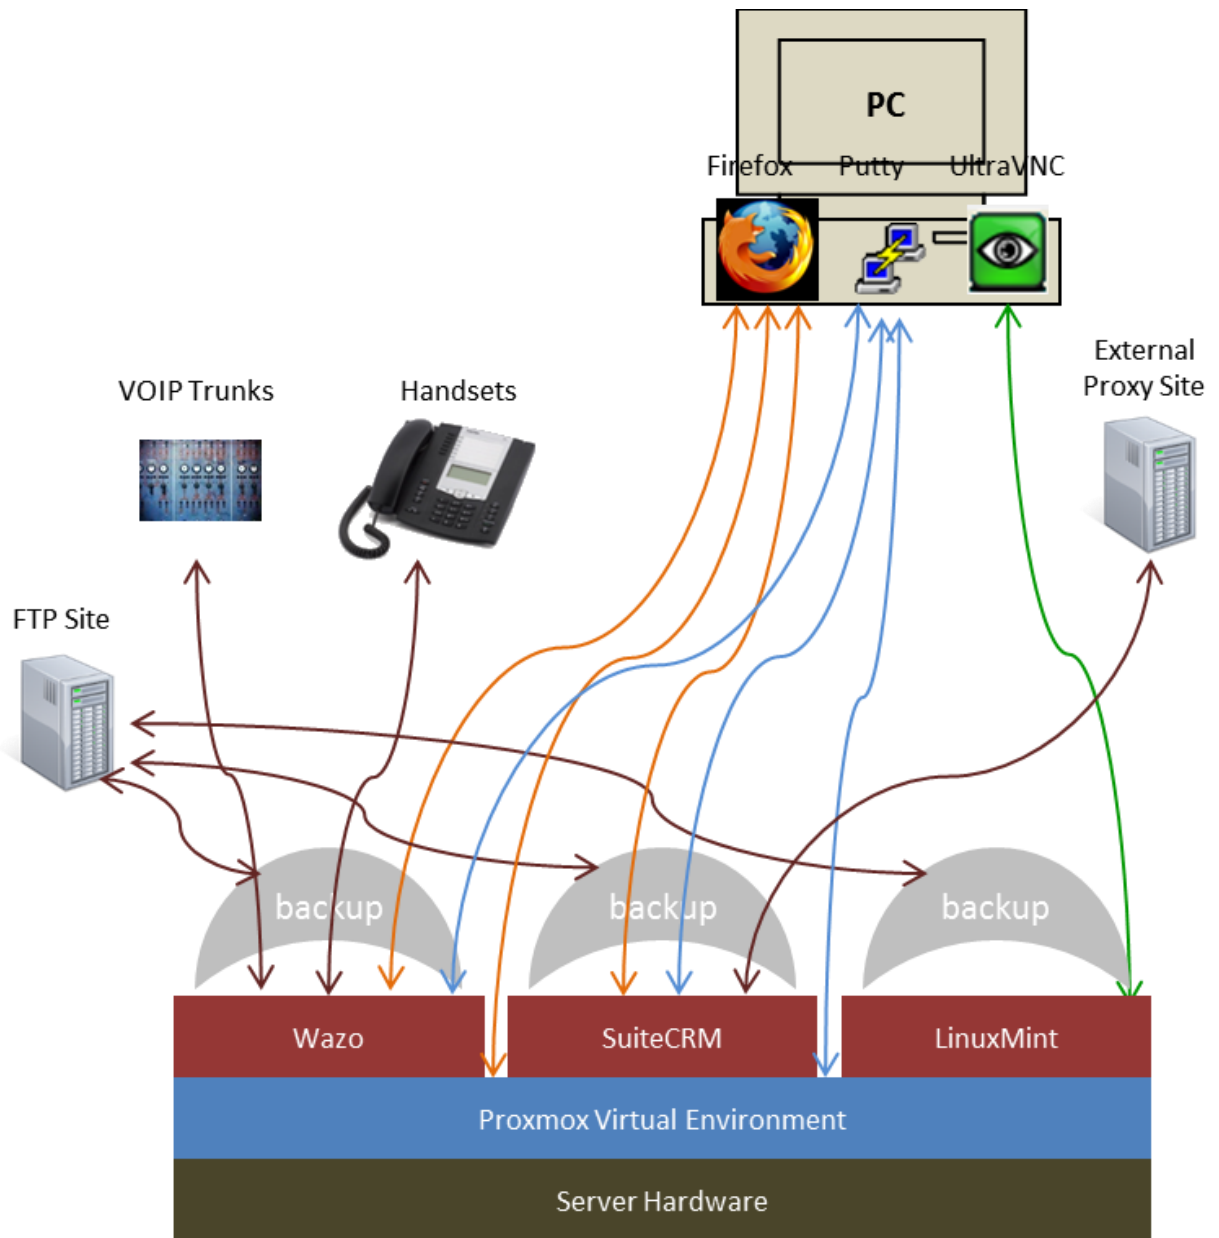 PC
Firefox
Putty
UltraVNC
External
Proxy Site
VOIP Trunks
Handsets
FTP Site
backup
backup
backup
Wazo
SuiteCRM
LinuxMint
Proxmox Virtual Environment
Server Hardware